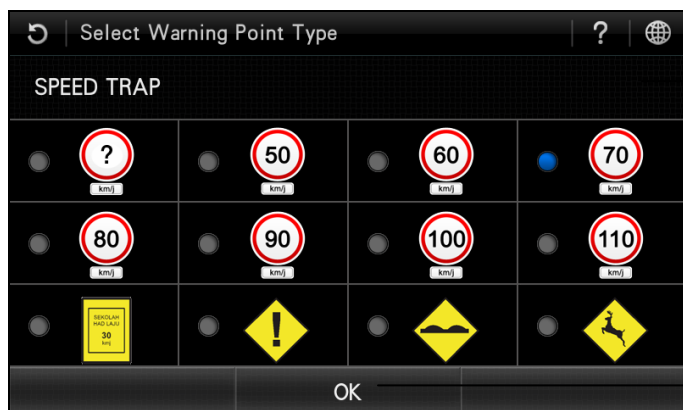 Select Warning Point Type ?
SPEED TRAP
? 50 60 70
km/j km/j km/j km/j
80 90 100 110
km/j km/j km/j km/j
SEKOLAH
HAD LAJU
30
kmj
!
OK